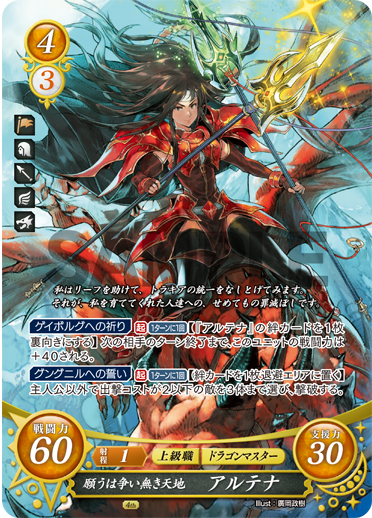 4
3
私はリーフを助けて、トラキアの統一をなしとげてみます。
それが、私を育ててくれた人達への、せめてもの罪滅ぼしです。
ゲイボルグへの祈り 起 1ターンに1回 【『アルテナ』の絆カードを1枚
裏向きにする】 次の相手のターン終了まで、このユニットの戦闘力は
+40される。
グングニルへの誓い 起 1ターンに1回 【絆カードを1枚退避エリアに置く】
主人公以外で出撃コストが2以下の敵を3体まで選び、撃破する。
戦闘力
60
射程 1 上級職 ドラゴンマスター
支援力
30
願うは争い無き天地 アルテナ
4th
Illust：廣岡政樹